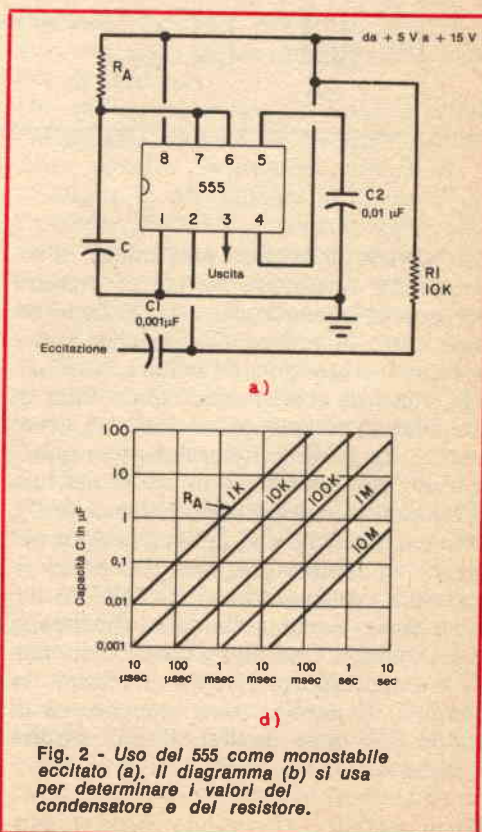 da + 5 V a + 15 V
R A
8 7 6 5
555
1 2 3 4
C
C2
0,01 µF
R1
10K
Uscita
C1
0,001µF
Eccitazione
a)
100
10
1
0,1
0,01
0,001
Capacità C in µF
R A
1K
10K
100K
1M
10M
10 µsec
100 µsec
1 msec
10 msec
100 msec
1 sec
10 sec
d)
Fig. 2 - Uso del 555 come monostabile
eccitato (a). Il diagramma (b) si usa
per determinare i valori del
condensatore e del resistore.